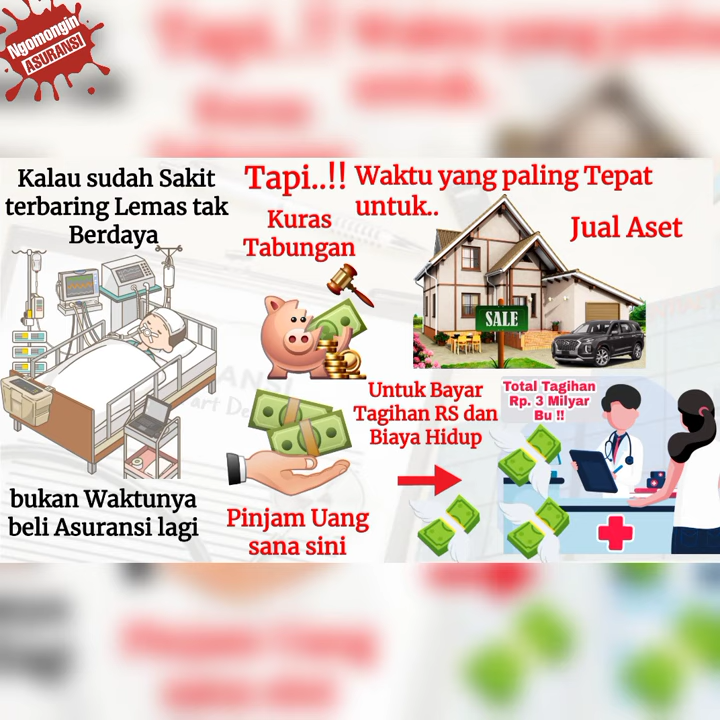 Ngomongin
ASURANSI
Kalau sudah Sakit
terbaring Lemas tak
Berdaya
bukan Waktunya
beli Asuransi lagi
Tapi..!! Waktu yang paling Tepat
untuk..
Kuras
Tabungan
Jual Aset
SALE
Pinjam Uang
sana sini
Untuk Bayar
Tagihan RS dan
Biaya Hidup
Total Tagihan
Rp. 3 Milyar
Bu !!